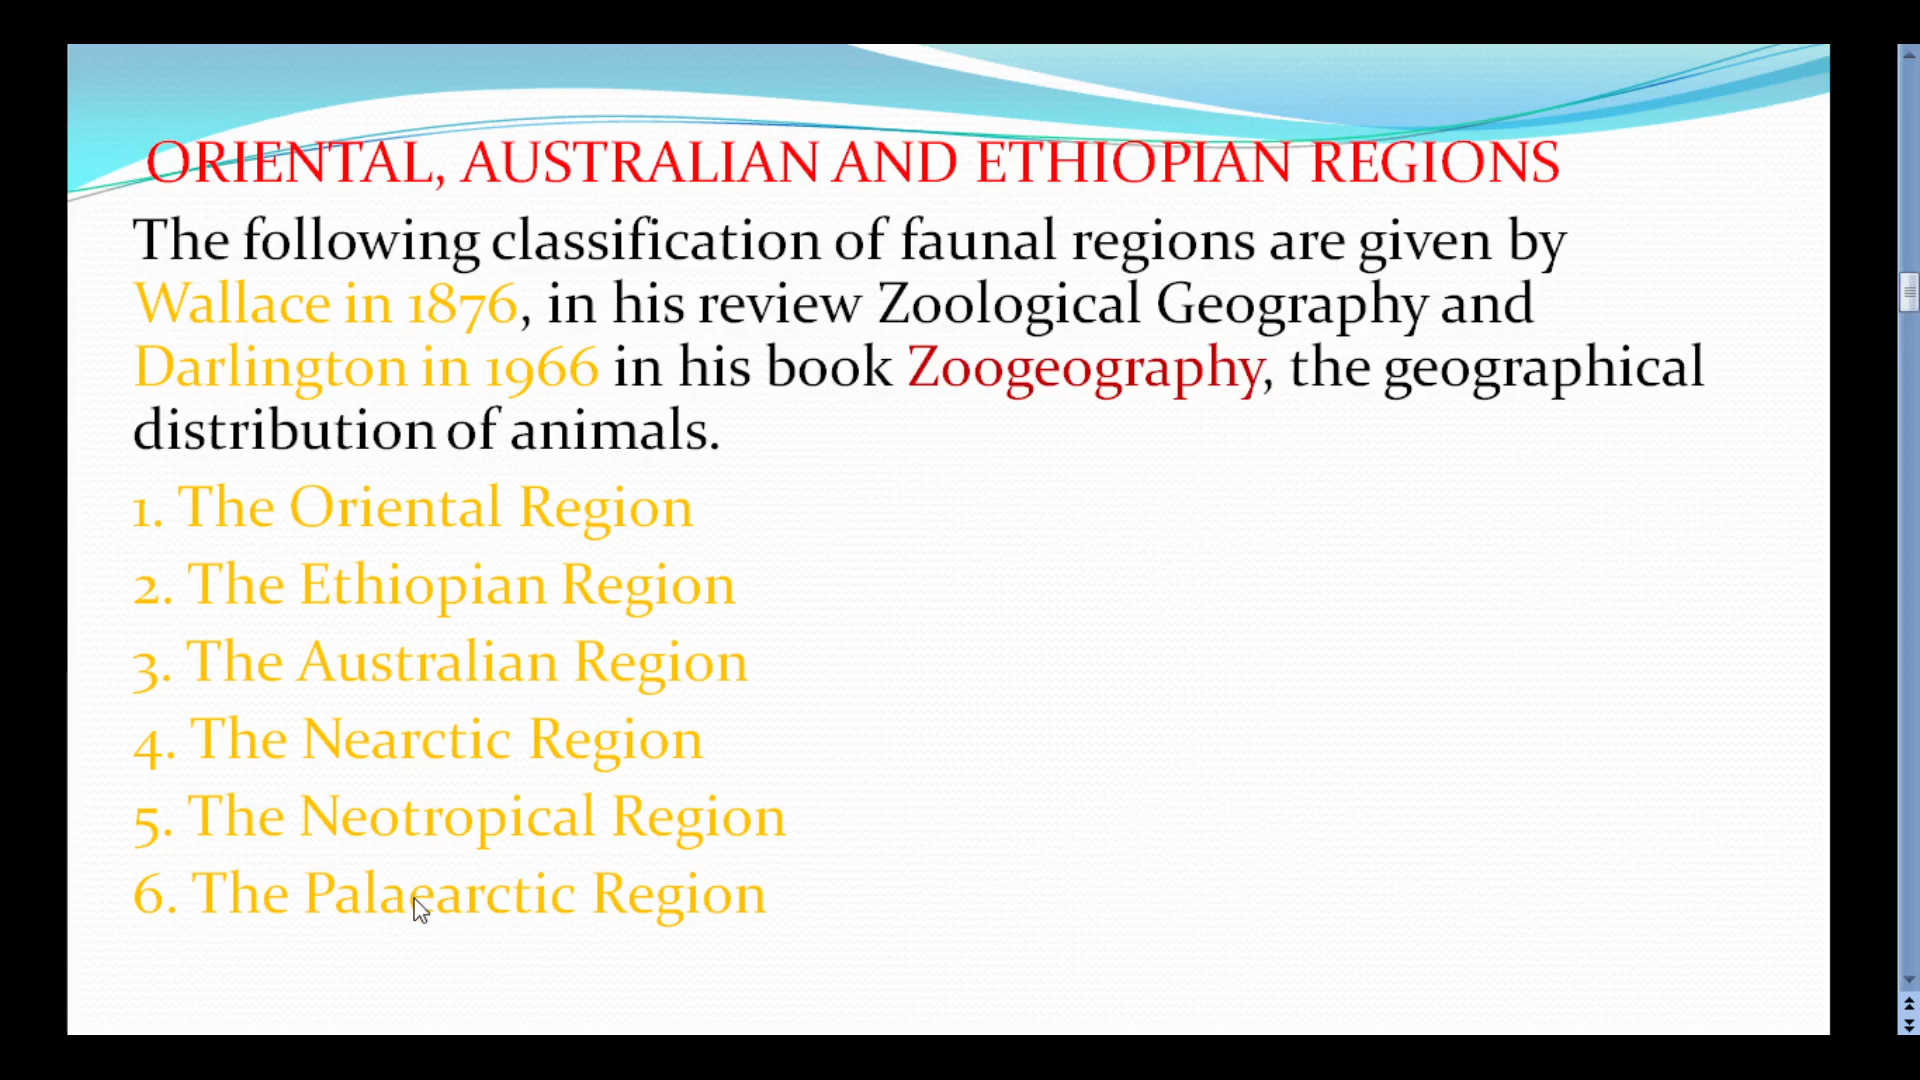 ORIENTAL, AUSTRALIAN AND ETHIOPIAN REGIONS
The following classification of faunal regions are given by
Wallace in 1876, in his review Zoological Geography and
Darlington in 1966 in his book Zoogeography, the geographical
distribution of animals.
1. The Oriental Region
2. The Ethiopian Region
3. The Australian Region
4. The Nearctic Region
5. The Neotropical Region
6. The Palaearctic Region